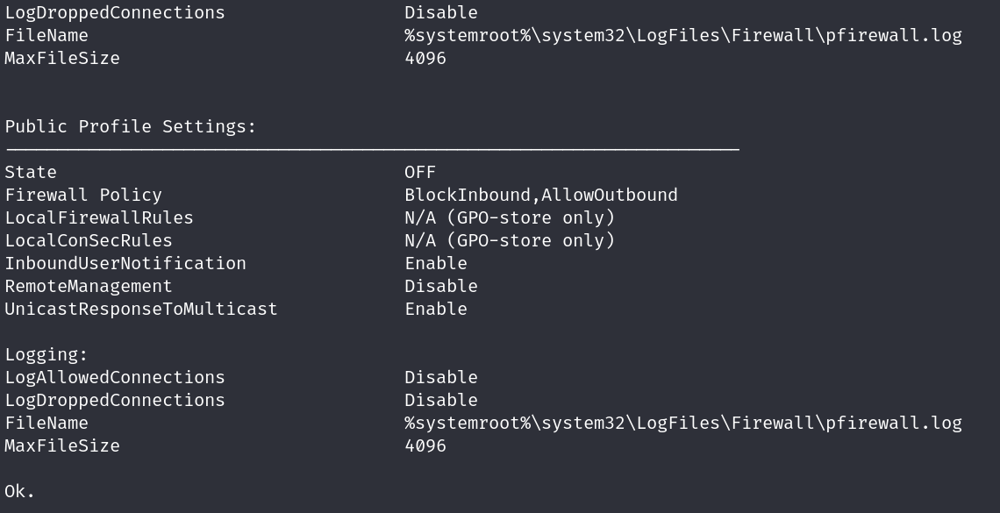 LogDroppedConnections Disable
FileName %systemroot%\system32\LogFiles\Firewall\pfirewall.log
MaxFileSize 4096
Public Profile Settings:
State OFF
Firewall Policy BlockInbound,AllowOutbound
LocalFirewallRules N/A (GPO-store only)
LocalConSecRules N/A (GPO-store only)
InboundUserNotification Enable
RemoteManagement Disable
UnicastResponseToMulticast Enable
Logging:
LogAllowedConnections Disable
LogDroppedConnections Disable
FileName %systemroot%\system32\LogFiles\Firewall\pfirewall.log
MaxFileSize 4096
Ok.